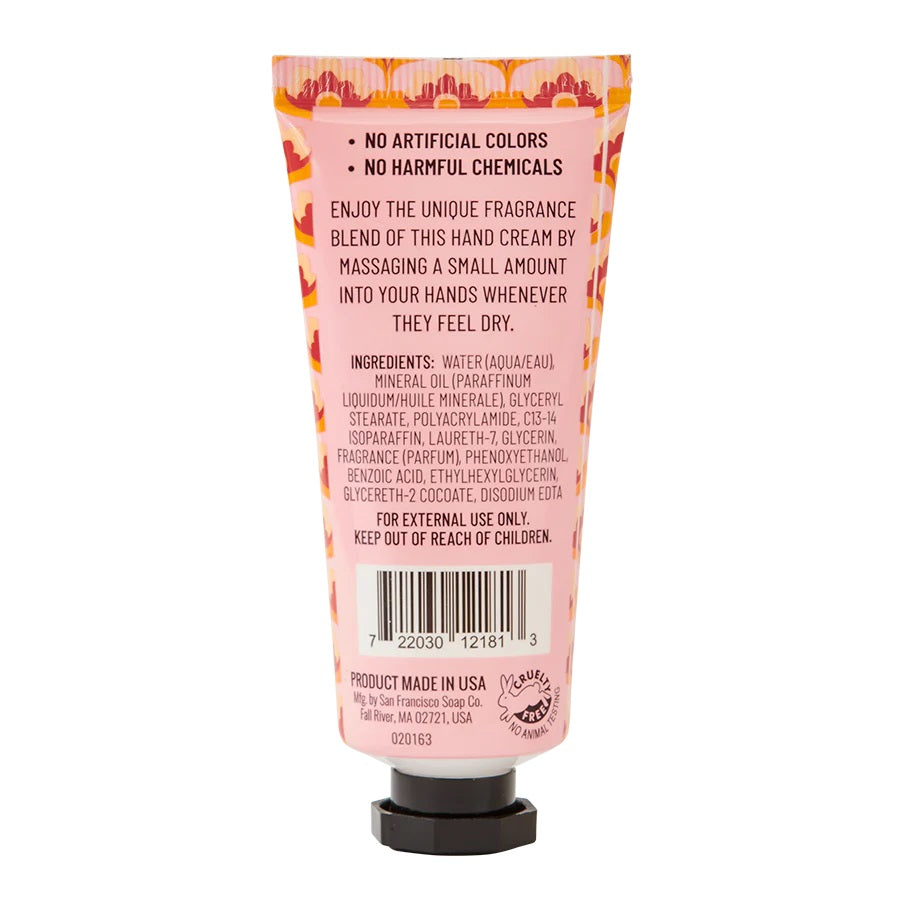 • NO ARTIFICIAL COLORS
• NO HARMFUL CHEMICALS
ENJOY THE UNIQUE FRAGRANCE
BLEND OF THIS HAND CREAM BY
MASSAGING A SMALL AMOUNT
INTO YOUR HANDS WHENEVER
THEY FEEL DRY.
INGREDIENTS: WATER (AQUA/EAU),
MINERAL OIL (PARAFFINUM
LIQUIDUM/HUILE MINERALE), GLYCERYL
STEARATE, POLYACRYLAMIDE, C13-14
ISOPARAFFIN, LAURETH-7, GLYCERIN,
FRAGRANCE (PARFUM), PHENOXYETHANOL,
BENZOIC ACID, ETHYLHEXYLGLYCERIN,
GLYCERETH-2 COCOATE, DISODIUM EDTA
FOR EXTERNAL USE ONLY.
KEEP OUT OF REACH OF CHILDREN.
7 22030 12181 3
PRODUCT MADE IN USA
Mfg. by San Francisco Soap Co.
Fall River, MA 02721, USA
020163
CRUELTY
FREE
NO ANIMAL TESTING